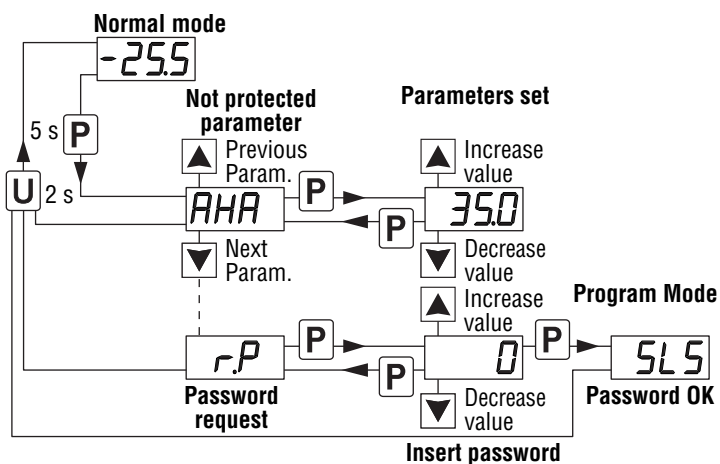 Normal mode
-25.5
5 s P
U 2 s
Not protected
parameter
Previous
Param.
AHA
Next
Param.
P
P
Parameters set
Increase
value
35.0
Decrease
value
r.P
Password
request
P
P
Increase
value
0
Decrease
value
Insert password
P
Program Mode
SLS
Password OK